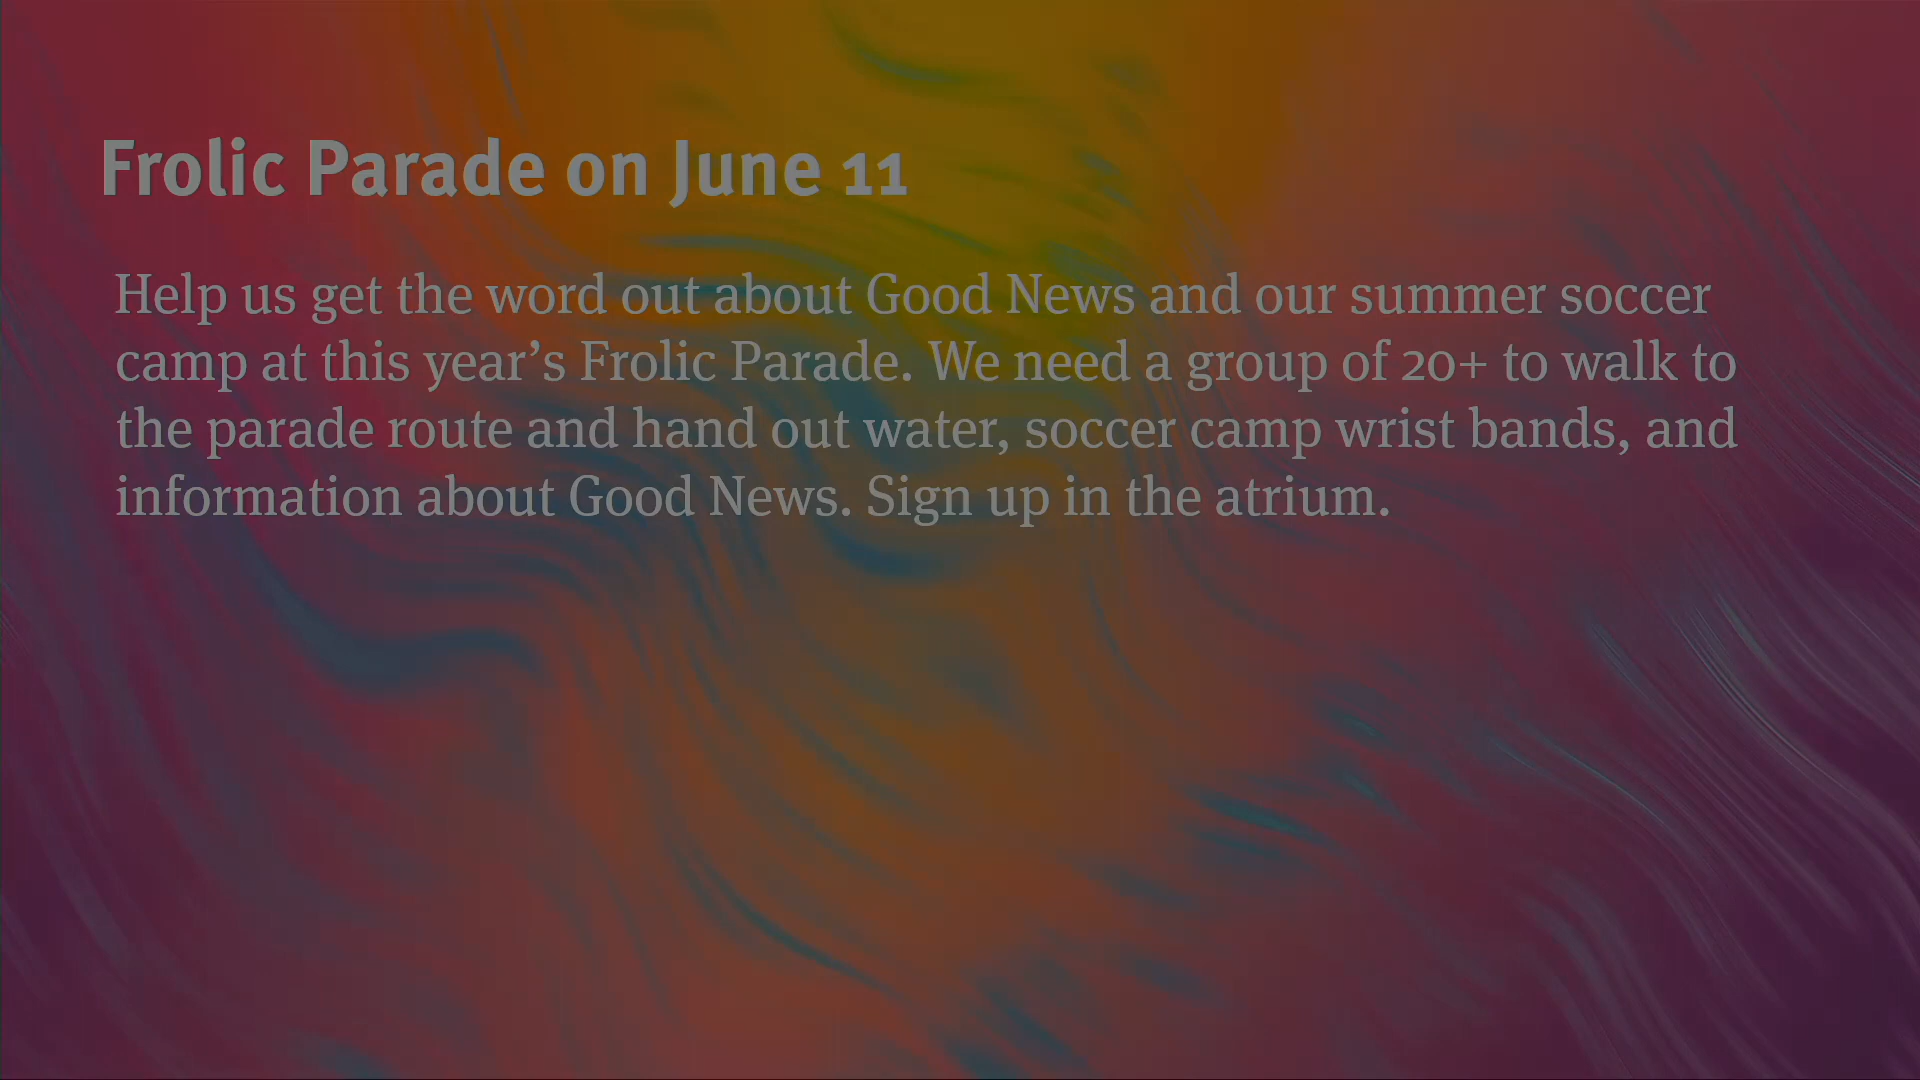 Frolic Parade on June 11
Help us get the word out about Good News and our summer soccer
camp at this year’s Frolic Parade. We need a group of 20+ to walk to
the parade route and hand out water, soccer camp wrist bands, and
information about Good News. Sign up in the atrium.